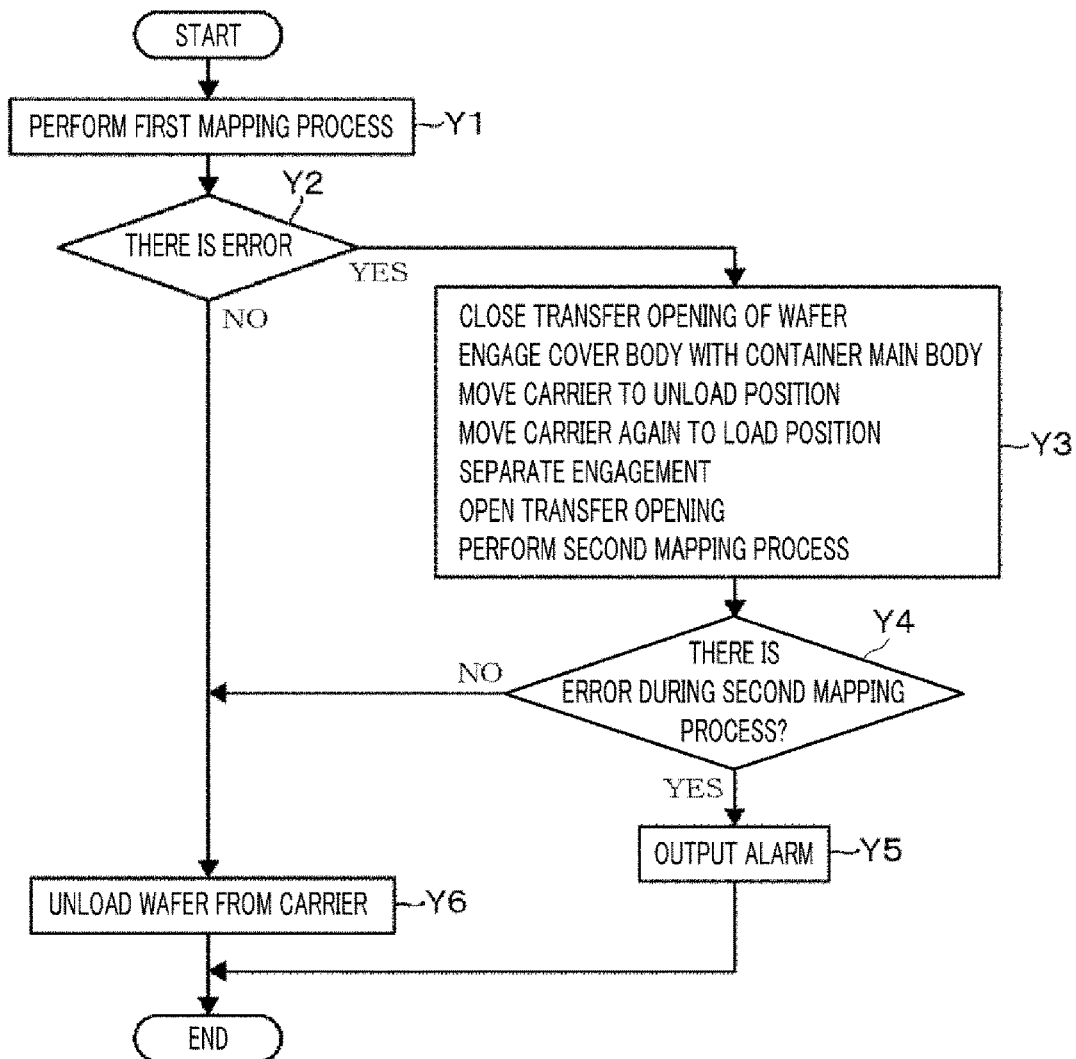 START
PERFORM FIRST MAPPING PROCESS
Y1
Y2
THERE IS ERROR
YES
NO
CLOSE TRANSFER OPENING OF WAFER
ENGAGE COVER BODY WITH CONTAINER MAIN BODY
MOVE CARRIER TO UNLOAD POSITION
MOVE CARRIER AGAIN TO LOAD POSITION
SEPARATE ENGAGEMENT
OPEN TRANSFER OPENING
PERFORM SECOND MAPPING PROCESS
Y3
Y4
THERE IS
ERROR DURING SECOND MAPPING
PROCESS?
NO
YES
OUTPUT ALARM
Y5
UNLOAD WAFER FROM CARRIER
Y6
END